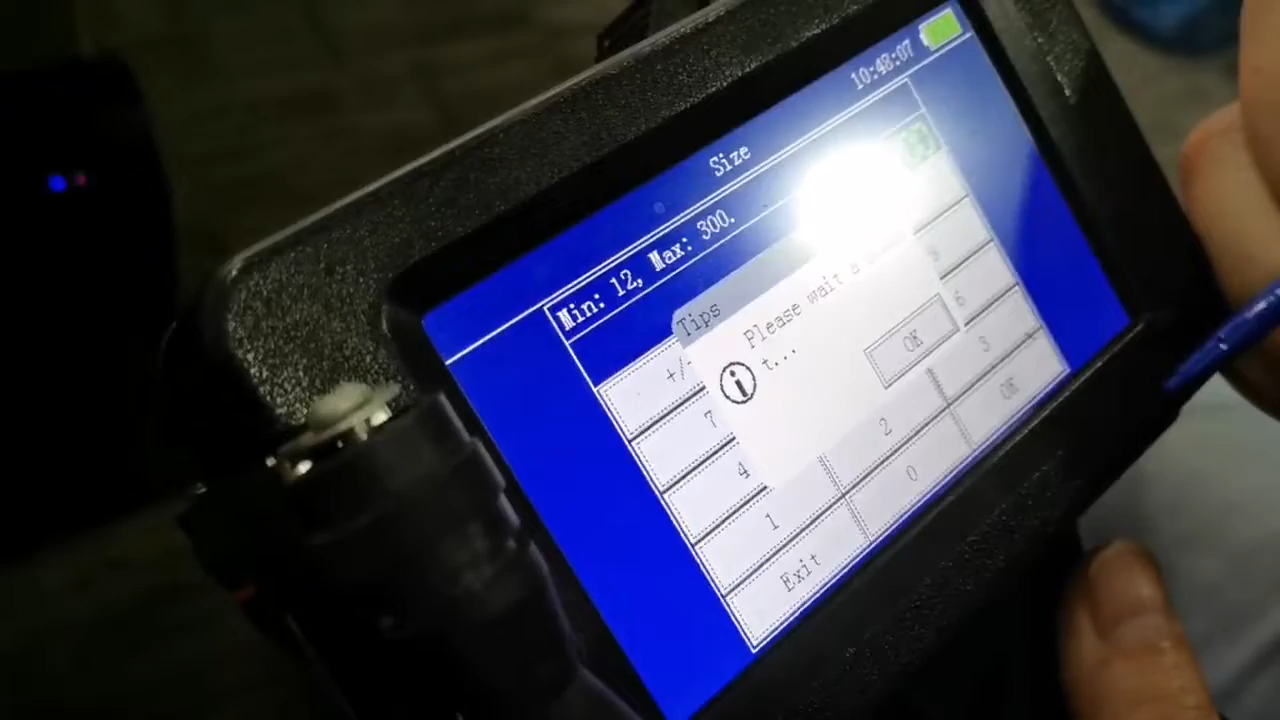 10:48:07
Size
Min: 12, Max: 300.
Tips
Please wait a
t...
OK
+/-
7
4
6
1
2
3
Exit
0
OK